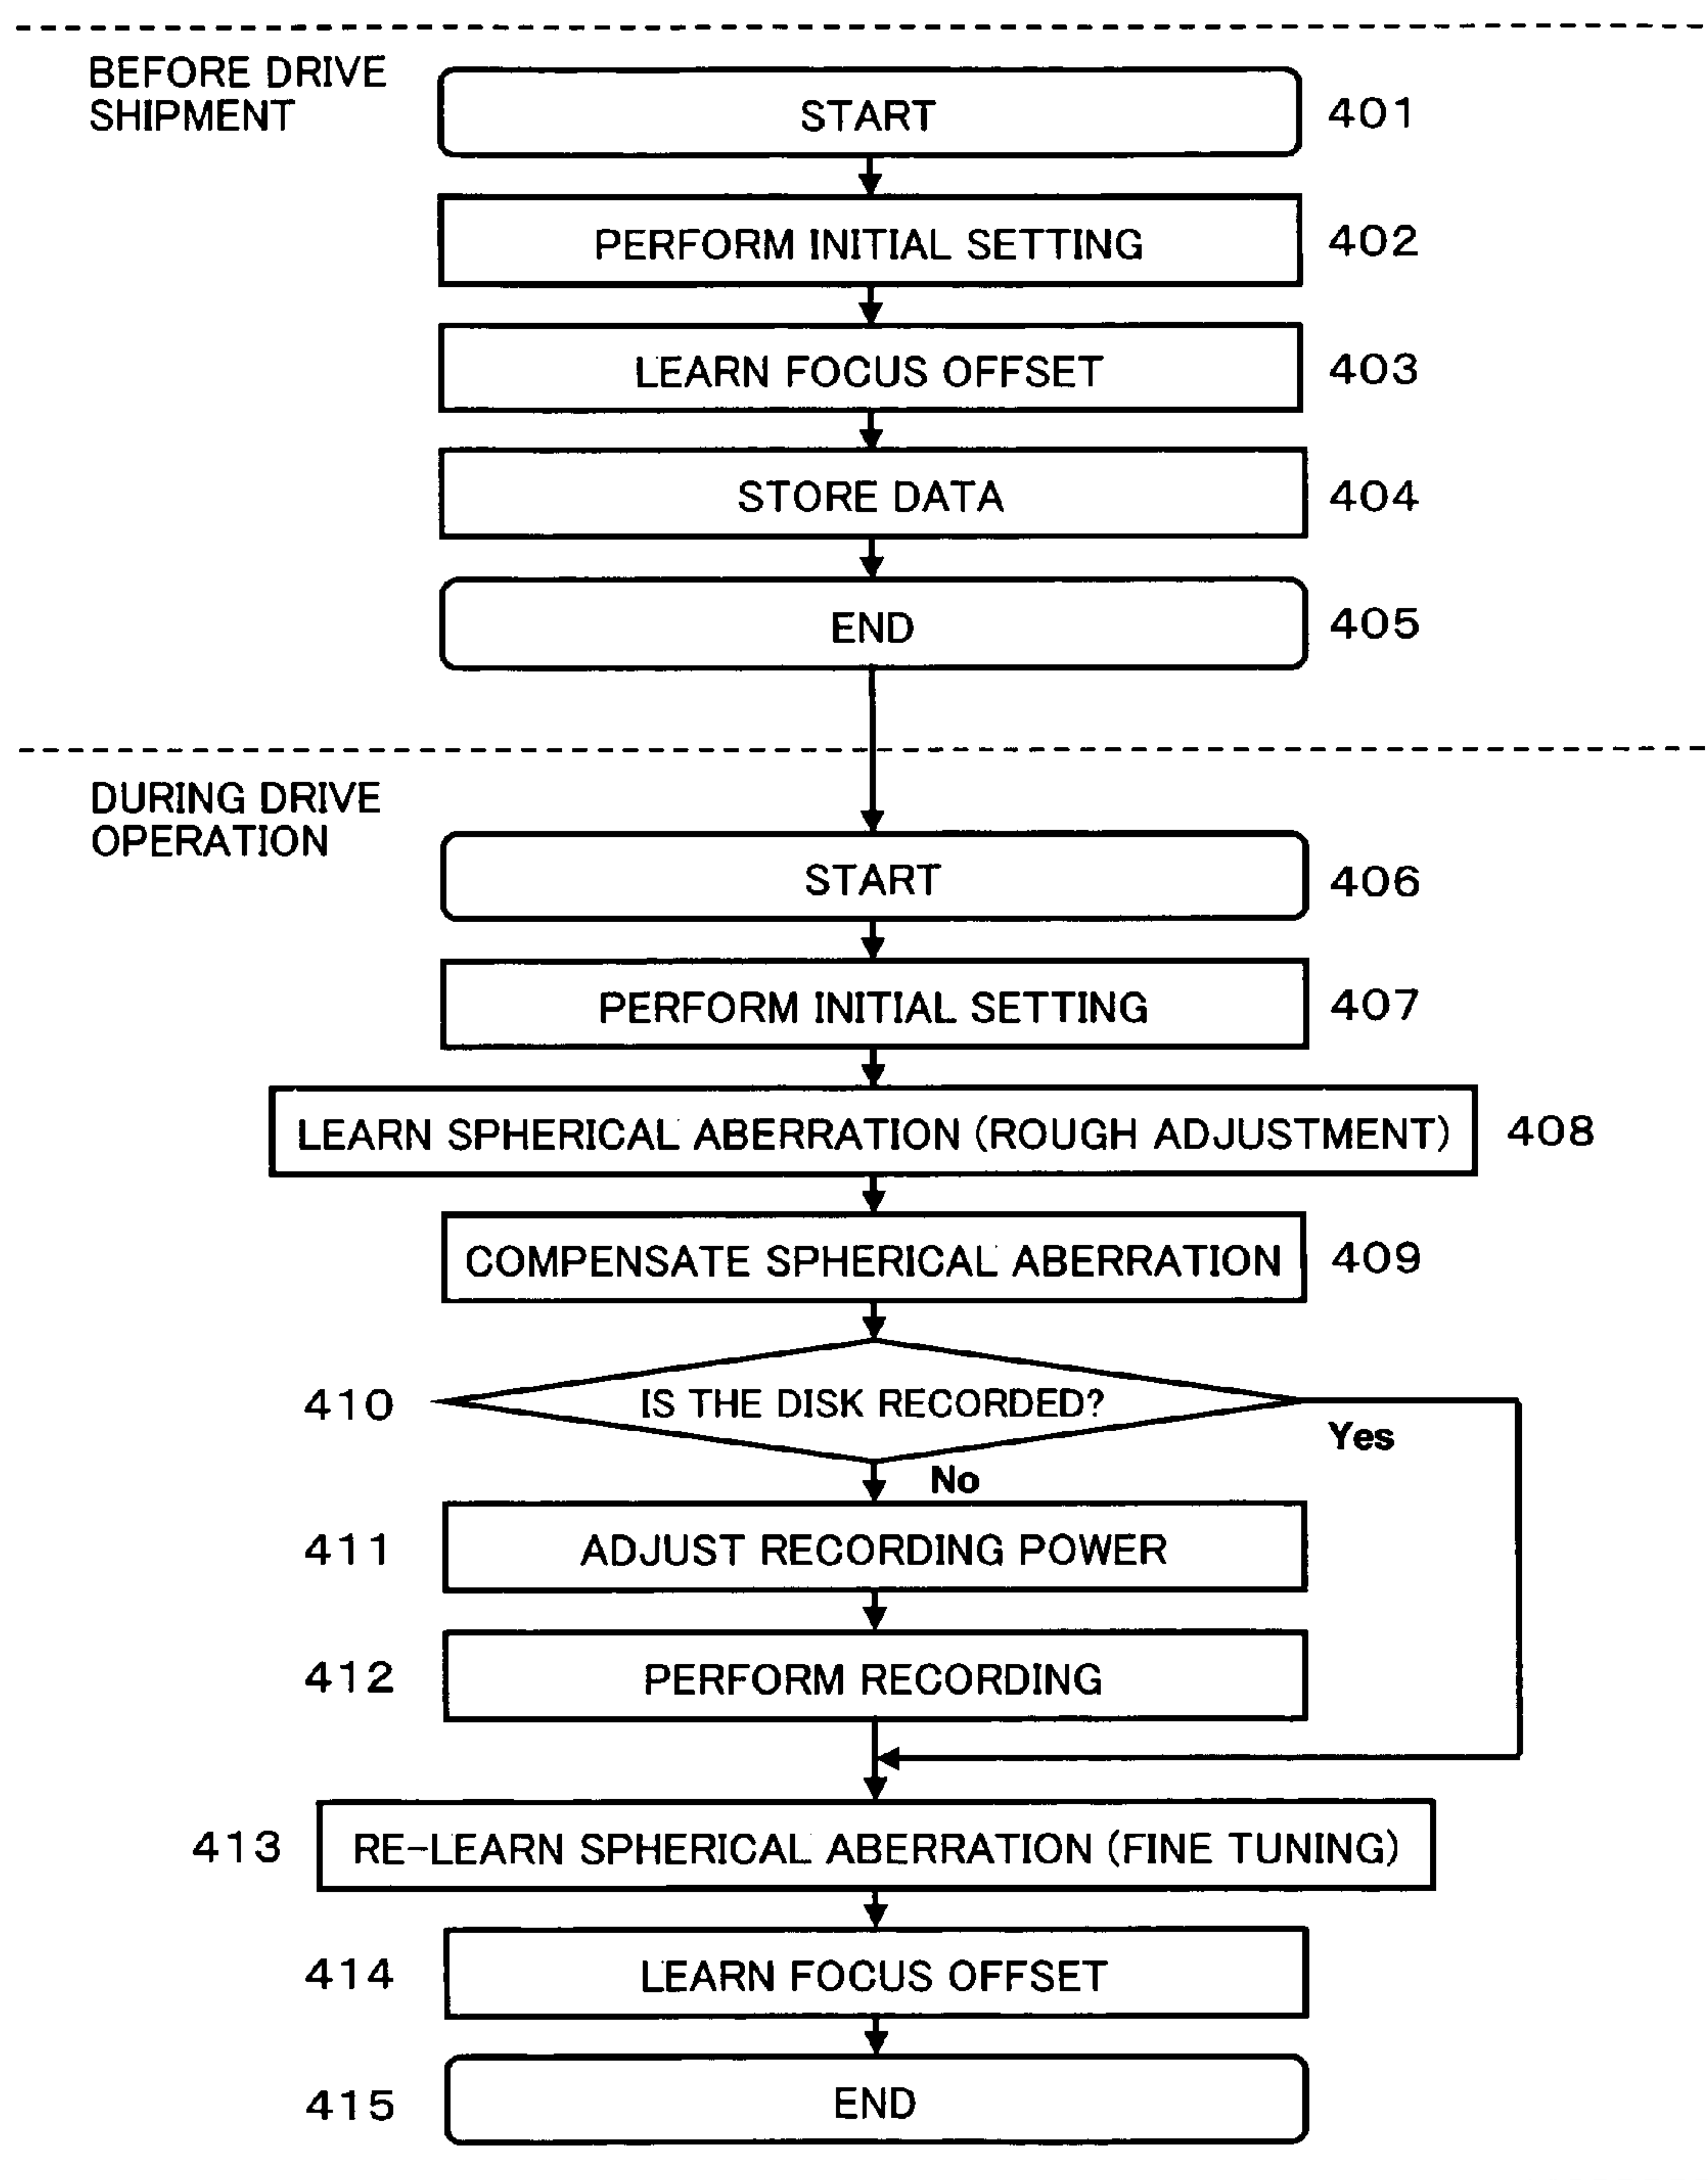 BEFORE DRIVE
SHIPMENT
START 401
PERFORM INITIAL SETTING 402
LEARN FOCUS OFFSET 403
STORE DATA 404
END 405
DURING DRIVE
OPERATION
START 406
PERFORM INITIAL SETTING 407
LEARN SPHERICAL ABERRATION (ROUGH ADJUSTMENT) 408
COMPENSATE SPHERICAL ABERRATION 409
410 IS THE DISK RECORDED?
Yes
No
411 ADJUST RECORDING POWER
412 PERFORM RECORDING
413 RE-LEARN SPHERICAL ABERRATION (FINE TUNING)
414 LEARN FOCUS OFFSET
415 END